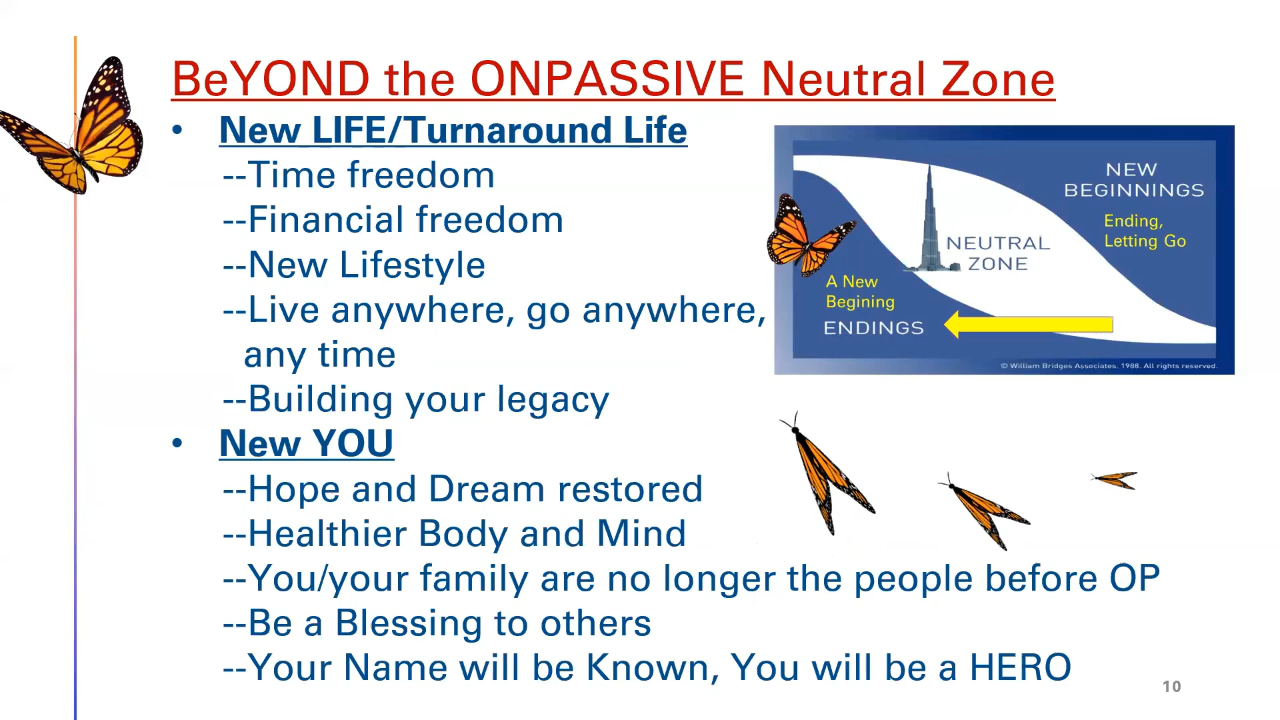 BeYOND the ONPASSIVE Neutral Zone
• New LIFE/Turnaround Life
--Time freedom
--Financial freedom
--New Lifestyle
--Live anywhere, go anywhere,
any time
--Building your legacy
• New YOU
--Hope and Dream restored
--Healthier Body and Mind
--You/your family are no longer the people before OP
--Be a Blessing to others
--Your Name will be Known, You will be a HERO
NEW
BEGINNINGS
Ending,
Letting Go
NEUTRAL
ZONE
A New
Begining
ENDINGS
© William Bridges Associates, 1988. All rights reserved.
10